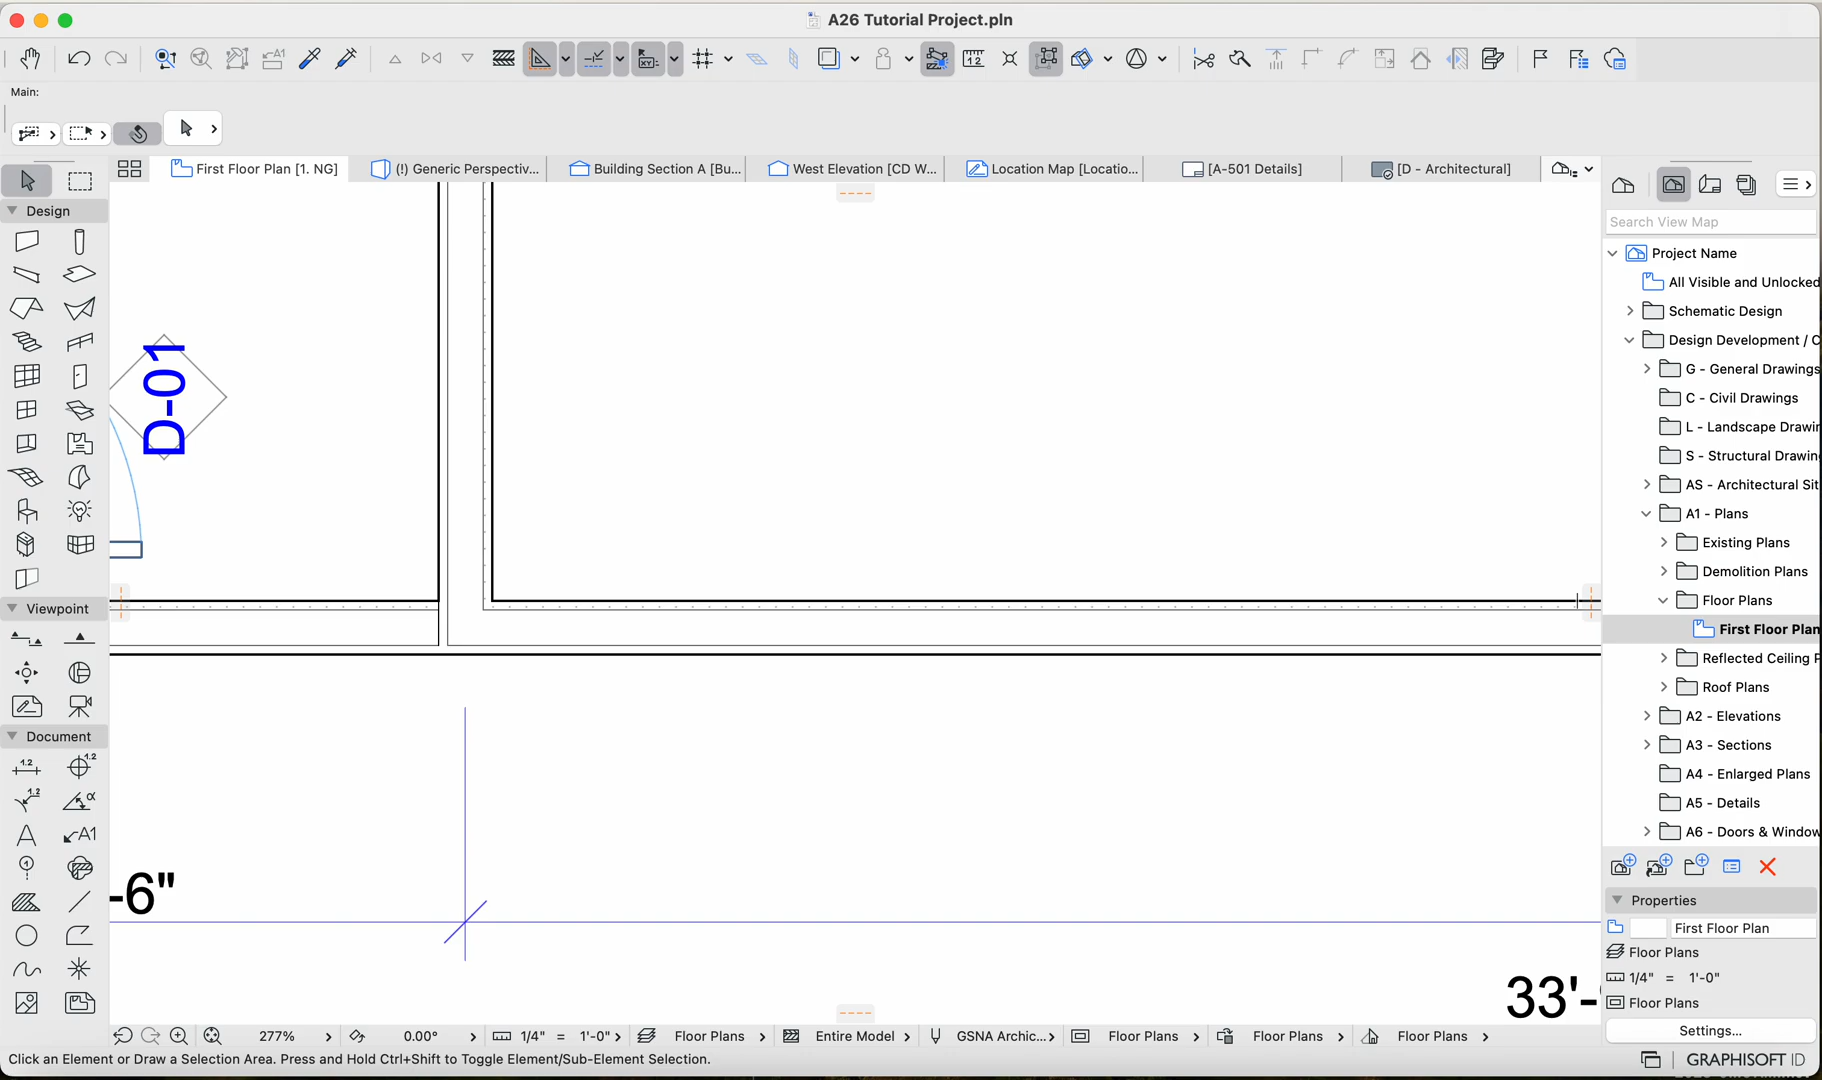 A26 Tutorial Project.pln
Main:
First Floor Plan [1. NG]
(!) Generic Perspectiv...
Building Section A [Bu...
West Elevation [CD W...
Location Map [Locatio...
[A-501 Details]
[D - Architectural]
Design
Viewpoint
Document
D-01
-6"
33'-
Search View Map
Project Name
All Visible and Unlocked
Schematic Design
Design Development / C
G - General Drawings
C - Civil Drawings
L - Landscape Drawin
S - Structural Drawin
AS - Architectural Sit
A1 - Plans
Existing Plans
Demolition Plans
Floor Plans
First Floor Plan
Reflected Ceiling P
Roof Plans
A2 - Elevations
A3 - Sections
A4 - Enlarged Plans
A5 - Details
A6 - Doors & Window
Properties
First Floor Plan
Floor Plans
1/4" = 1'-0"
Floor Plans
Settings...
277%
0.00°
1/4" = 1'-0"
Floor Plans
Entire Model
GSNA Archic...
Floor Plans
Floor Plans
Floor Plans
Click an Element or Draw a Selection Area. Press and Hold Ctrl+Shift to Toggle Element/Sub-Element Selection.
GRAPHISOFT ID